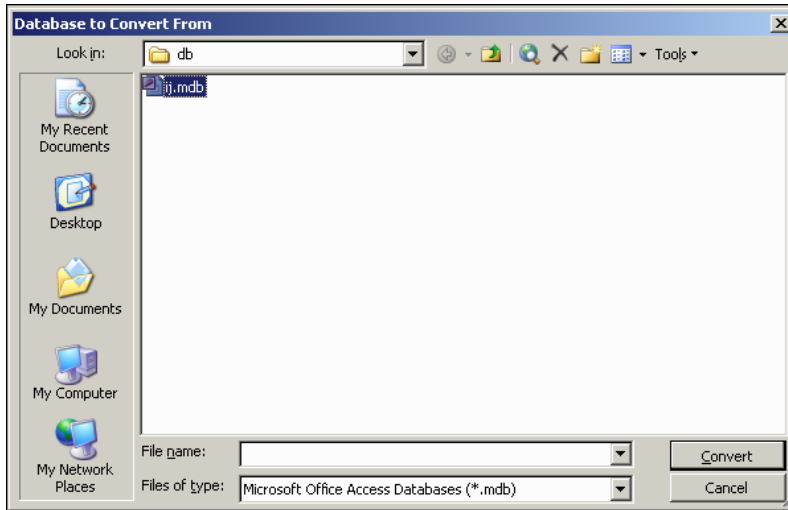 Database to Convert From
Look in:
db
Tools
ij.mdb
My Recent
Documents
Desktop
My Documents
My Computer
My Network
Places
File name:
Convert
Files of type:
Microsoft Office Access Databases (*.mdb)
Cancel